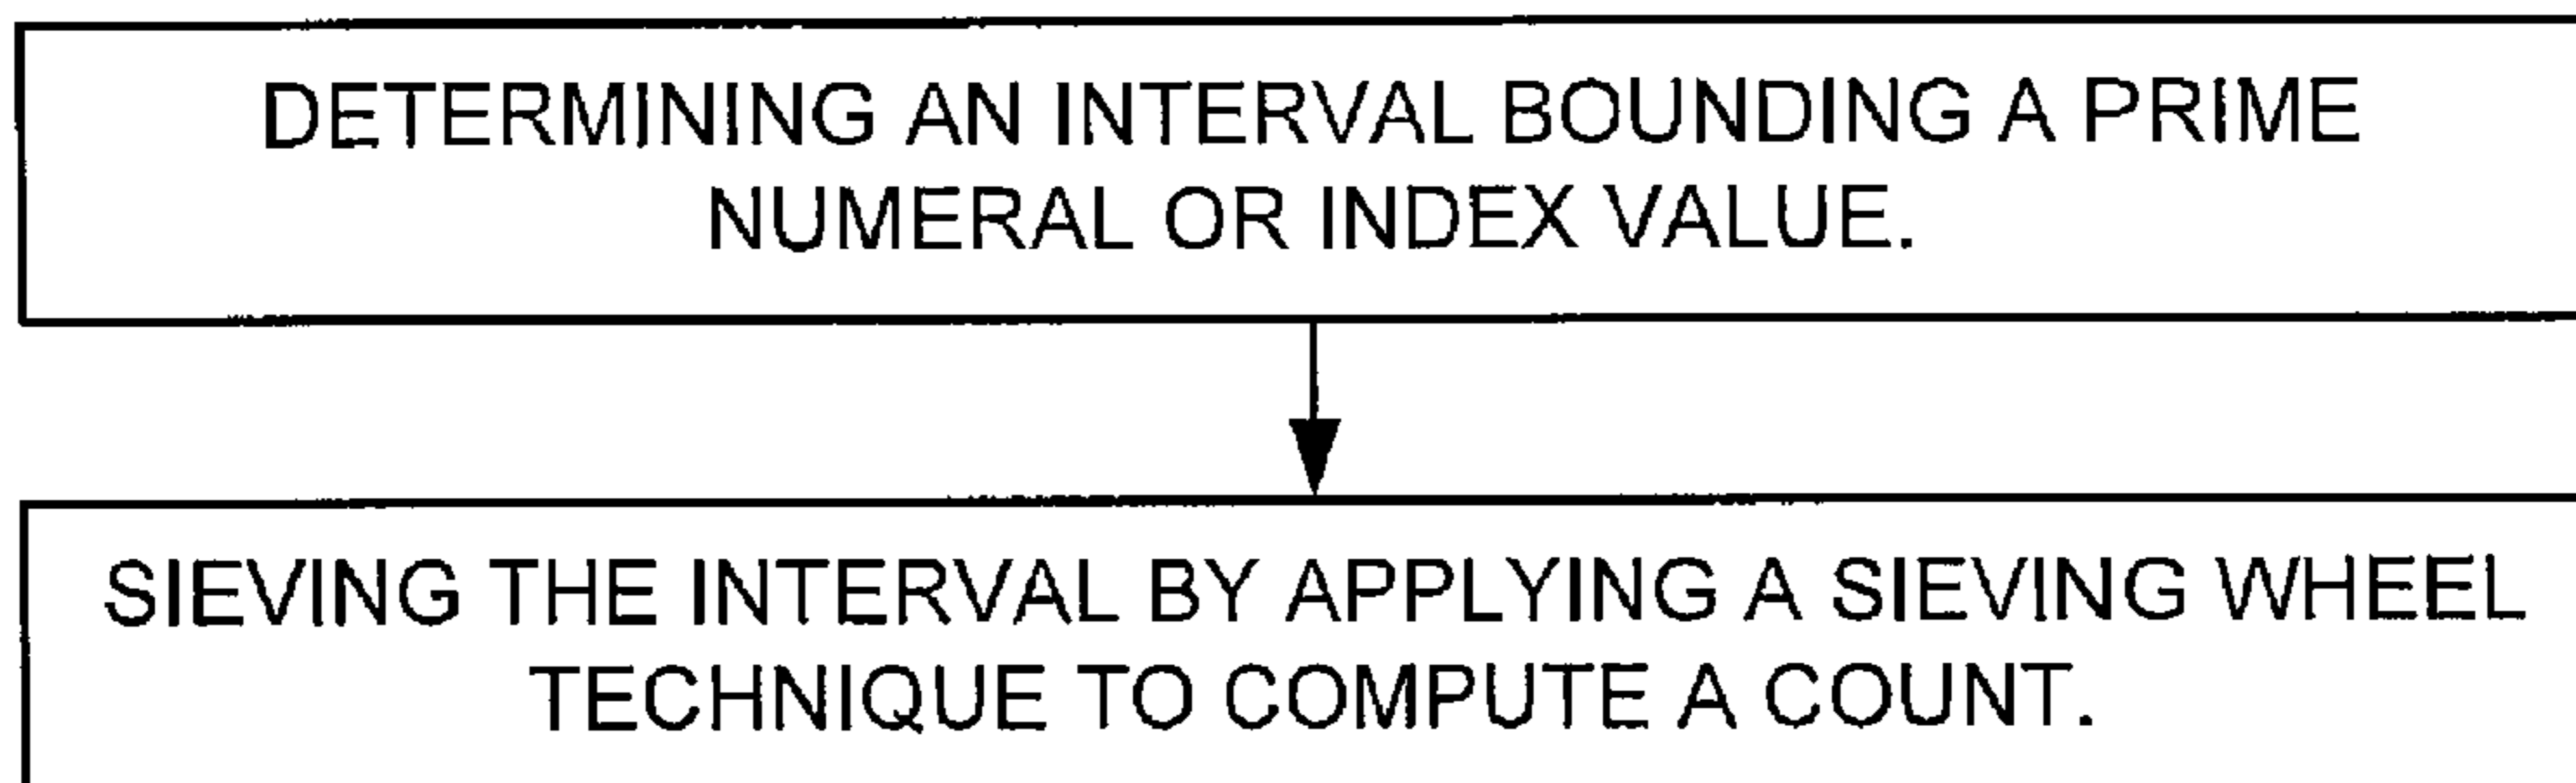 DETERMINING AN INTERVAL BOUNDING A PRIME
NUMERAL OR INDEX VALUE.
SIEVING THE INTERVAL BY APPLYING A SIEVING WHEEL
TECHNIQUE TO COMPUTE A COUNT.